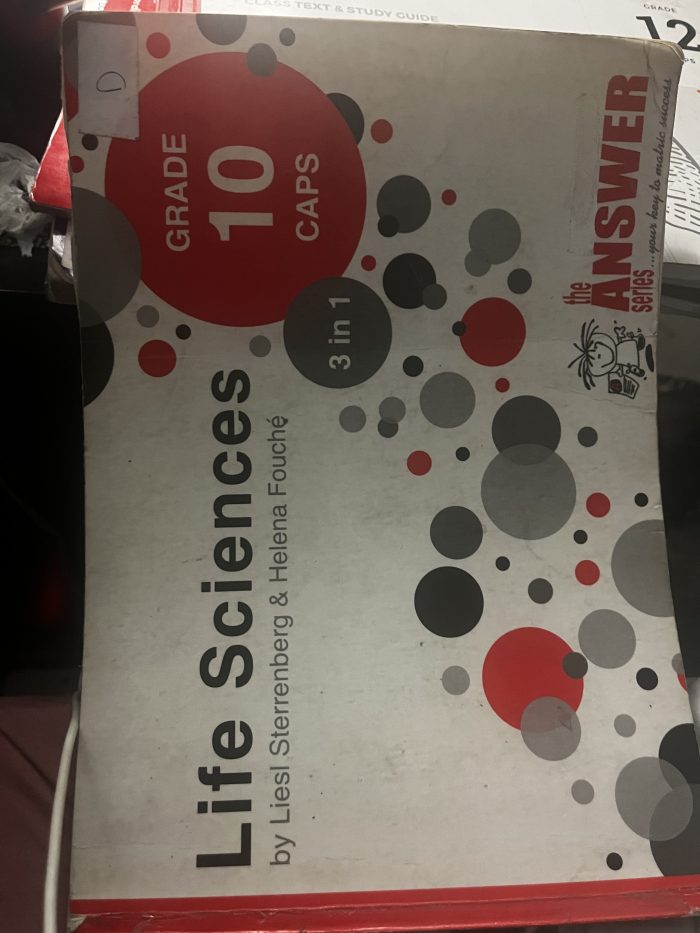 CLASS TEXT & STUDY GUIDE
GRADE
12
D
GRADE
10
CAPS
3 in 1
Life Sciences
by Liesl Sterrenberg & Helena Fouché
the
ANSWER
series ...your key to matric success